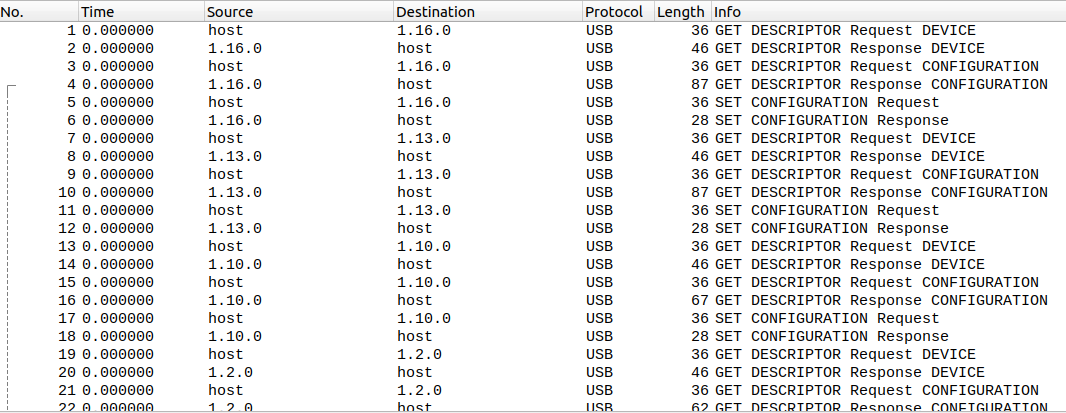 No. Time Source Destination Protocol Length Info
1 0.000000 host 1.16.0 USB 36 GET DESCRIPTOR Request DEVICE
2 0.000000 1.16.0 host USB 46 GET DESCRIPTOR Response DEVICE
3 0.000000 host 1.16.0 USB 36 GET DESCRIPTOR Request CONFIGURATION
4 0.000000 1.16.0 host USB 87 GET DESCRIPTOR Response CONFIGURATION
5 0.000000 host 1.16.0 USB 36 SET CONFIGURATION Request
6 0.000000 1.16.0 host USB 28 SET CONFIGURATION Response
7 0.000000 host 1.13.0 USB 36 GET DESCRIPTOR Request DEVICE
8 0.000000 1.13.0 host USB 46 GET DESCRIPTOR Response DEVICE
9 0.000000 host 1.13.0 USB 36 GET DESCRIPTOR Request CONFIGURATION
10 0.000000 1.13.0 host USB 87 GET DESCRIPTOR Response CONFIGURATION
11 0.000000 host 1.13.0 USB 36 SET CONFIGURATION Request
12 0.000000 1.13.0 host USB 28 SET CONFIGURATION Response
13 0.000000 host 1.10.0 USB 36 GET DESCRIPTOR Request DEVICE
14 0.000000 1.10.0 host USB 46 GET DESCRIPTOR Response DEVICE
15 0.000000 host 1.10.0 USB 36 GET DESCRIPTOR Request CONFIGURATION
16 0.000000 1.10.0 host USB 67 GET DESCRIPTOR Response CONFIGURATION
17 0.000000 host 1.10.0 USB 36 SET CONFIGURATION Request
18 0.000000 1.10.0 host USB 28 SET CONFIGURATION Response
19 0.000000 host 1.2.0 USB 36 GET DESCRIPTOR Request DEVICE
20 0.000000 1.2.0 host USB 46 GET DESCRIPTOR Response DEVICE
21 0.000000 host 1.2.0 USB 36 GET DESCRIPTOR Request CONFIGURATION
22 0.000000 1.2.0 host USB 62 GET DESCRIPTOR Response CONFIGURATION